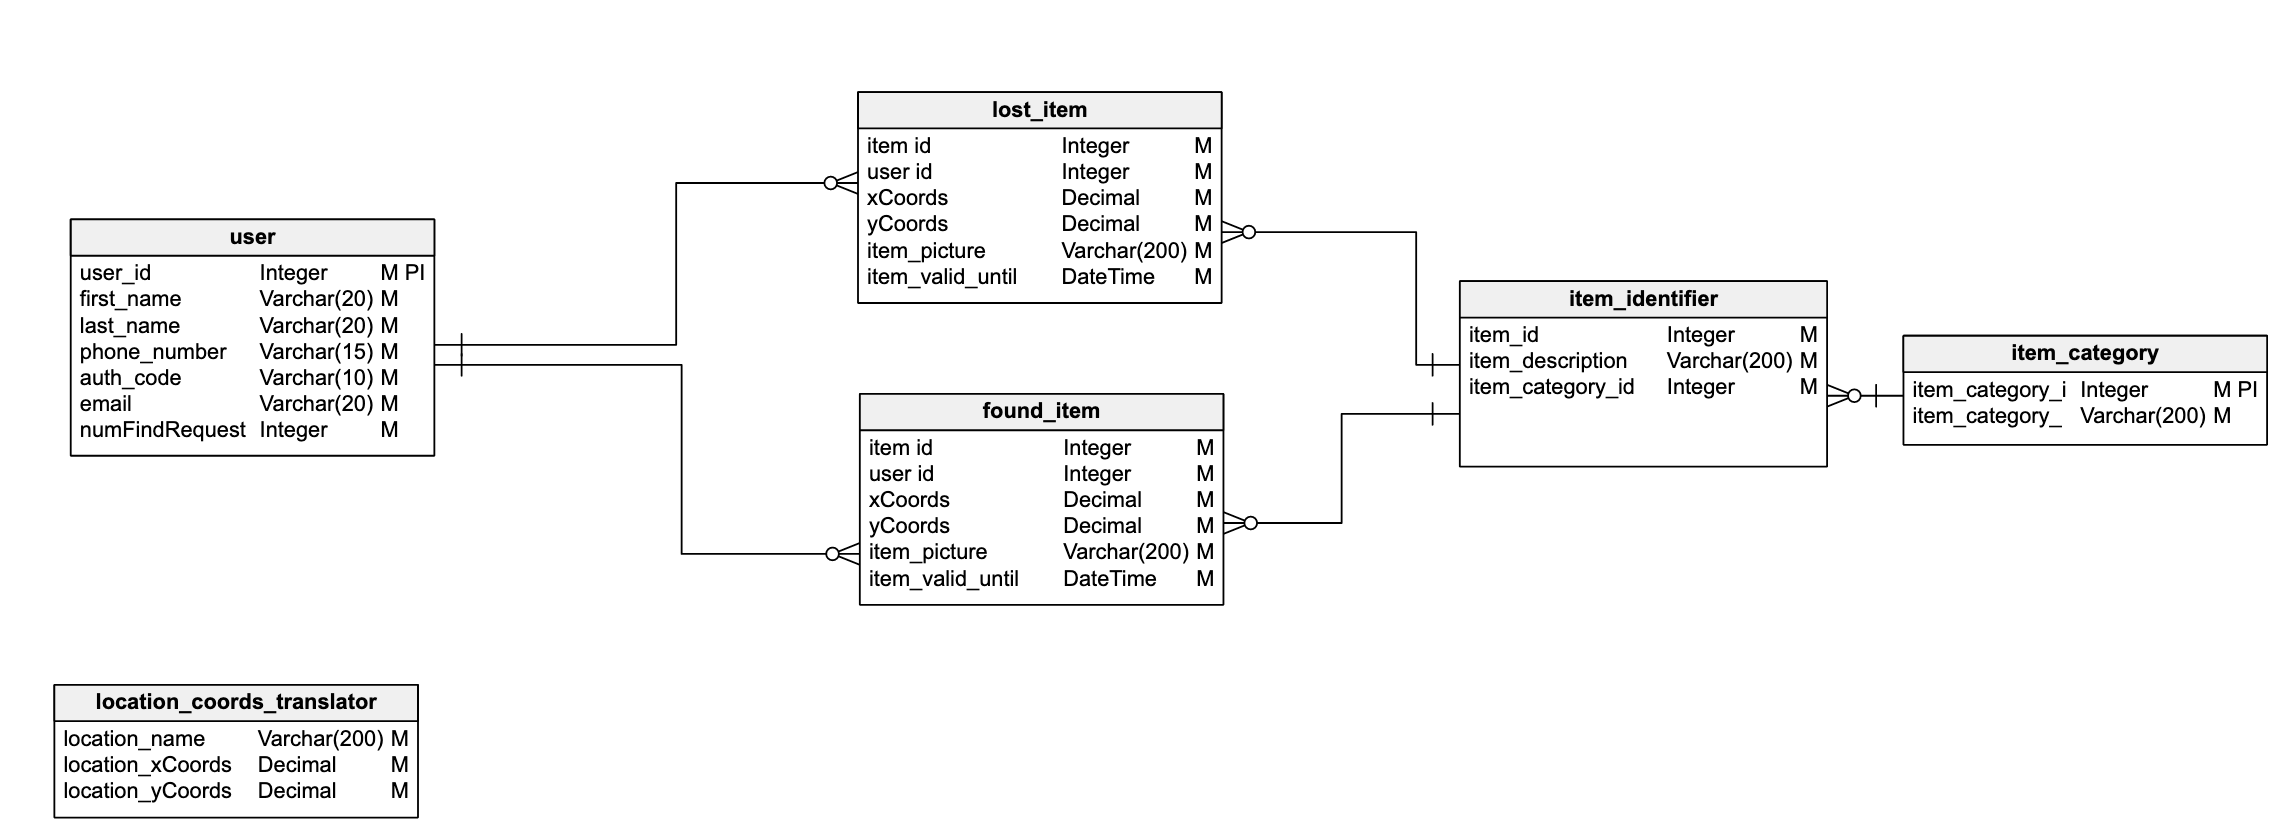 lost_item
item id Integer M
user id Integer M
xCoords Decimal M
yCoords Decimal M
item_picture Varchar(200) M
item_valid_until DateTime M
user
user_id Integer M PI
first_name Varchar(20) M
last_name Varchar(20) M
phone_number Varchar(15) M
auth_code Varchar(10) M
email Varchar(20) M
numFindRequest Integer M
item_identifier
item_id Integer M
item_description Varchar(200) M
item_category_id Integer M
item_category
item_category_i Integer M PI
item_category_ Varchar(200) M
found_item
item id Integer M
user id Integer M
xCoords Decimal M
yCoords Decimal M
item_picture Varchar(200) M
item_valid_until DateTime M
location_coords_translator
location_name Varchar(200) M
location_xCoords Decimal M
location_yCoords Decimal M